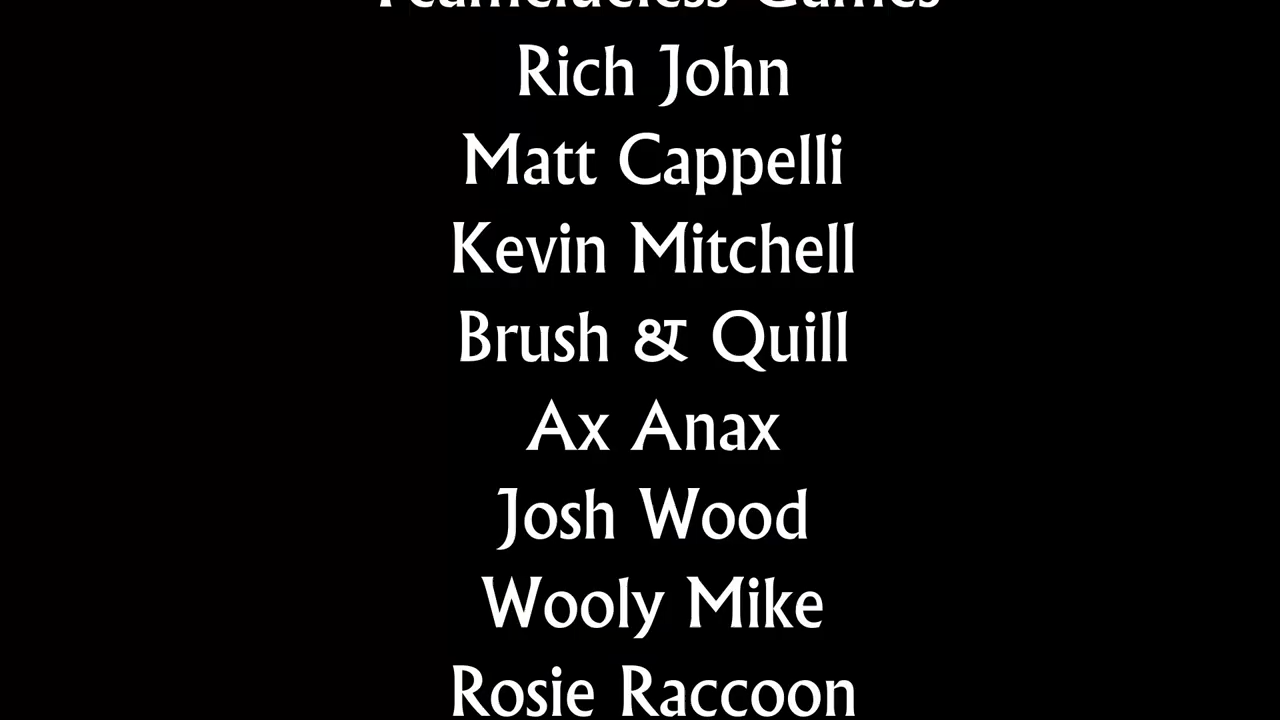 Rich John
Matt Cappelli
Kevin Mitchell
Brush & Quill
Ax Anax
Josh Wood
Wooly Mike
Rosie Raccoon